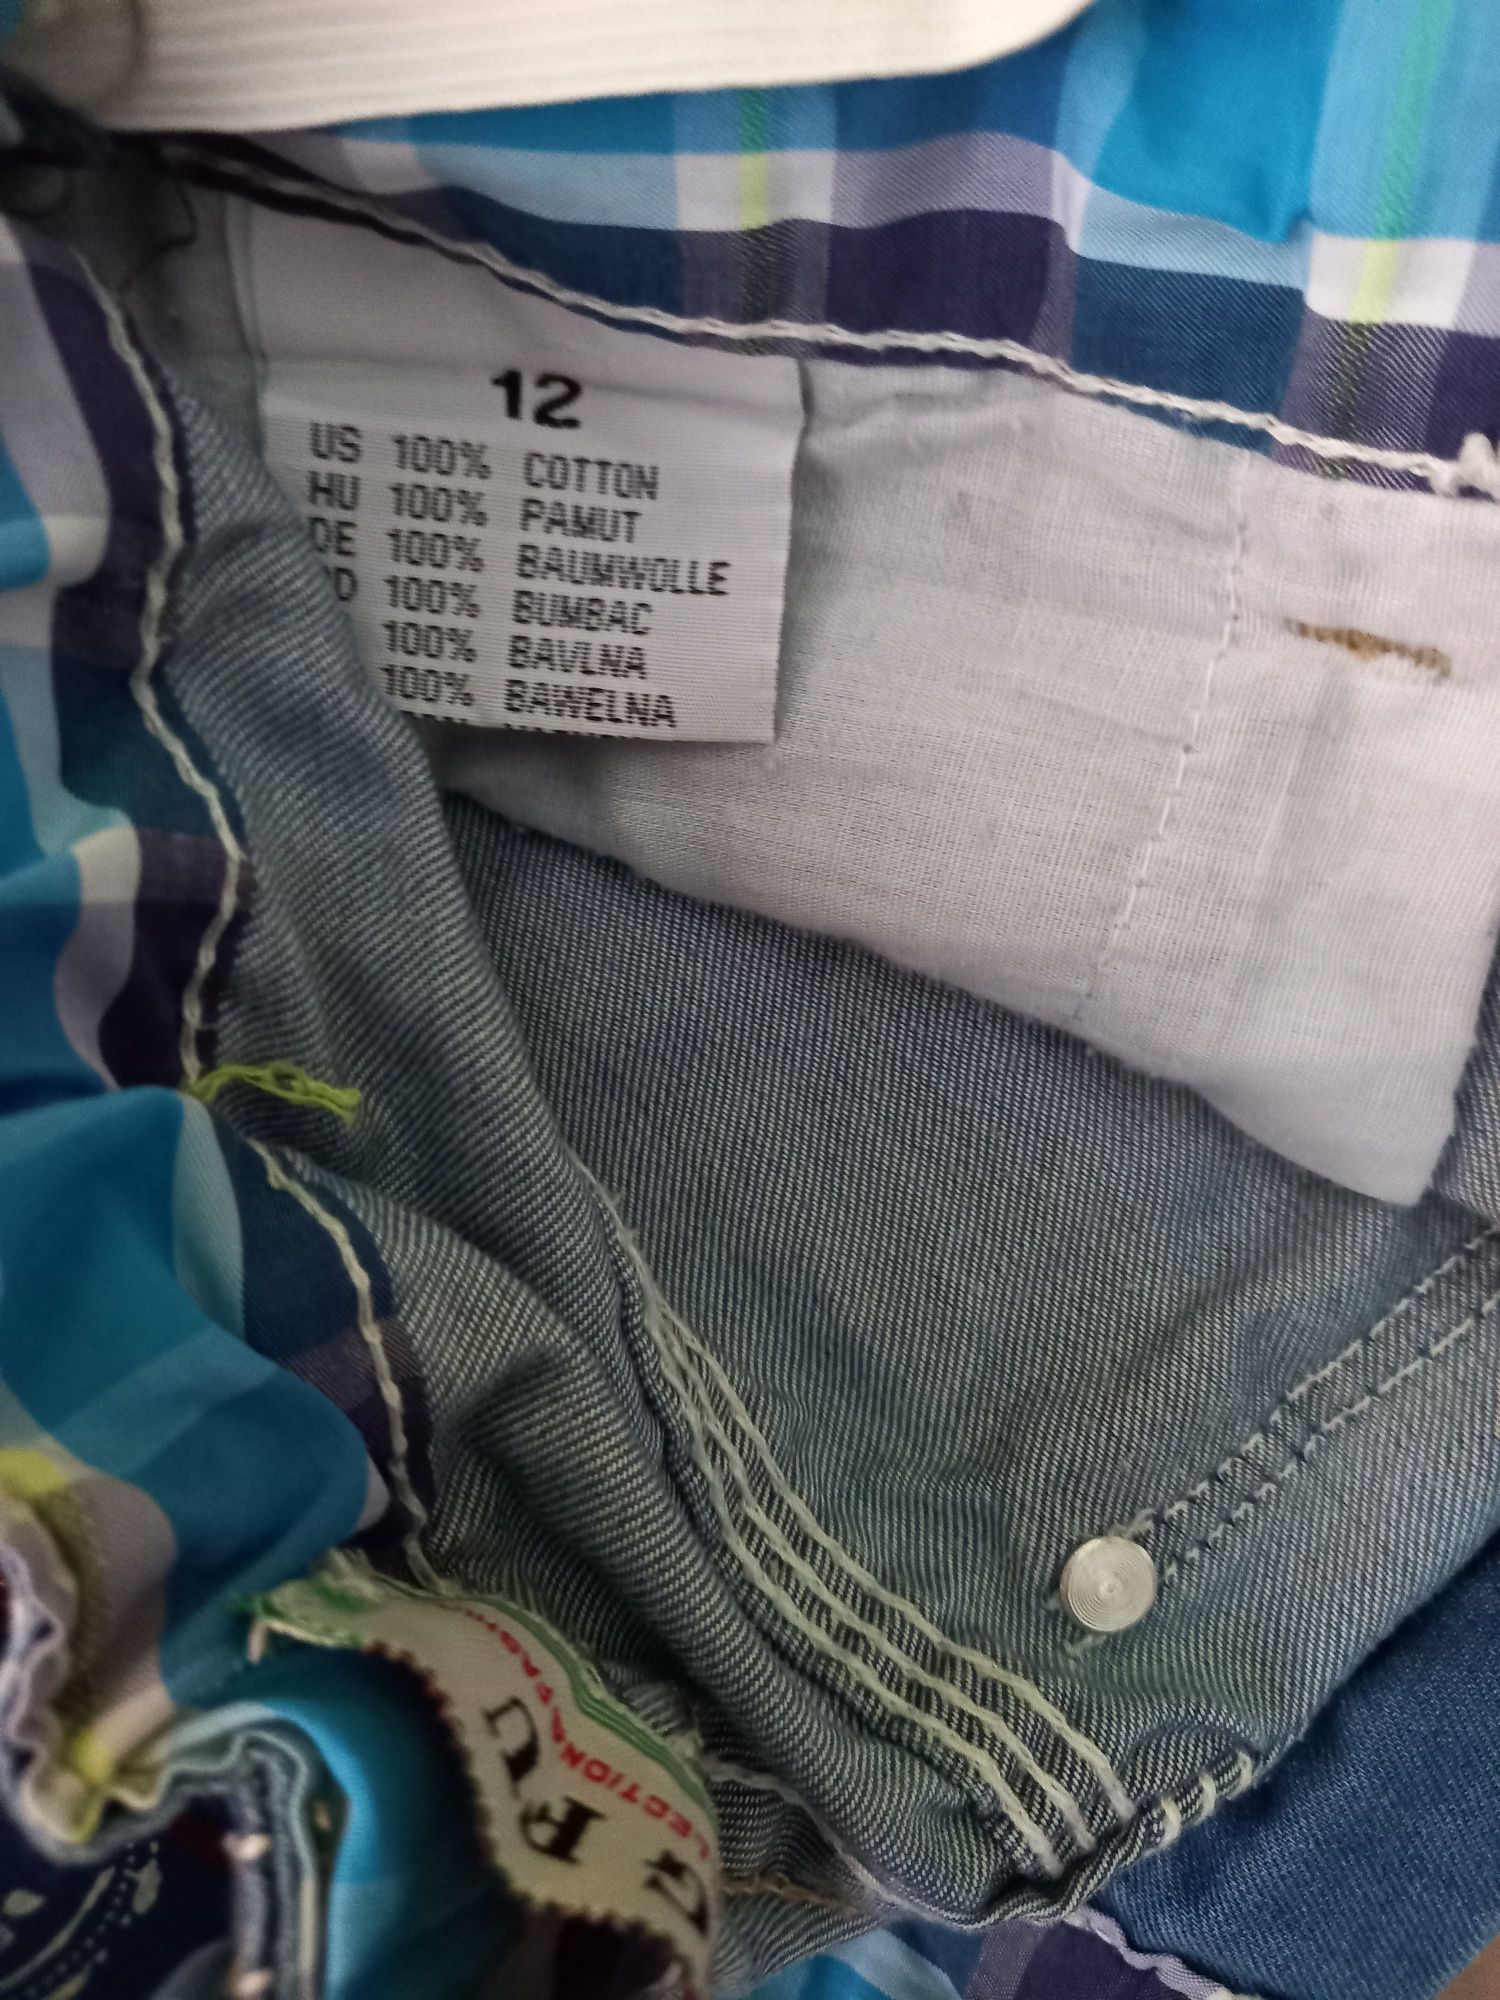 12
US 100% COTTON
HU 100% PAMUT
DE 100% BAUMWOLLE
100% BUMBAC
100% BAVLNA
100% BAWELNA